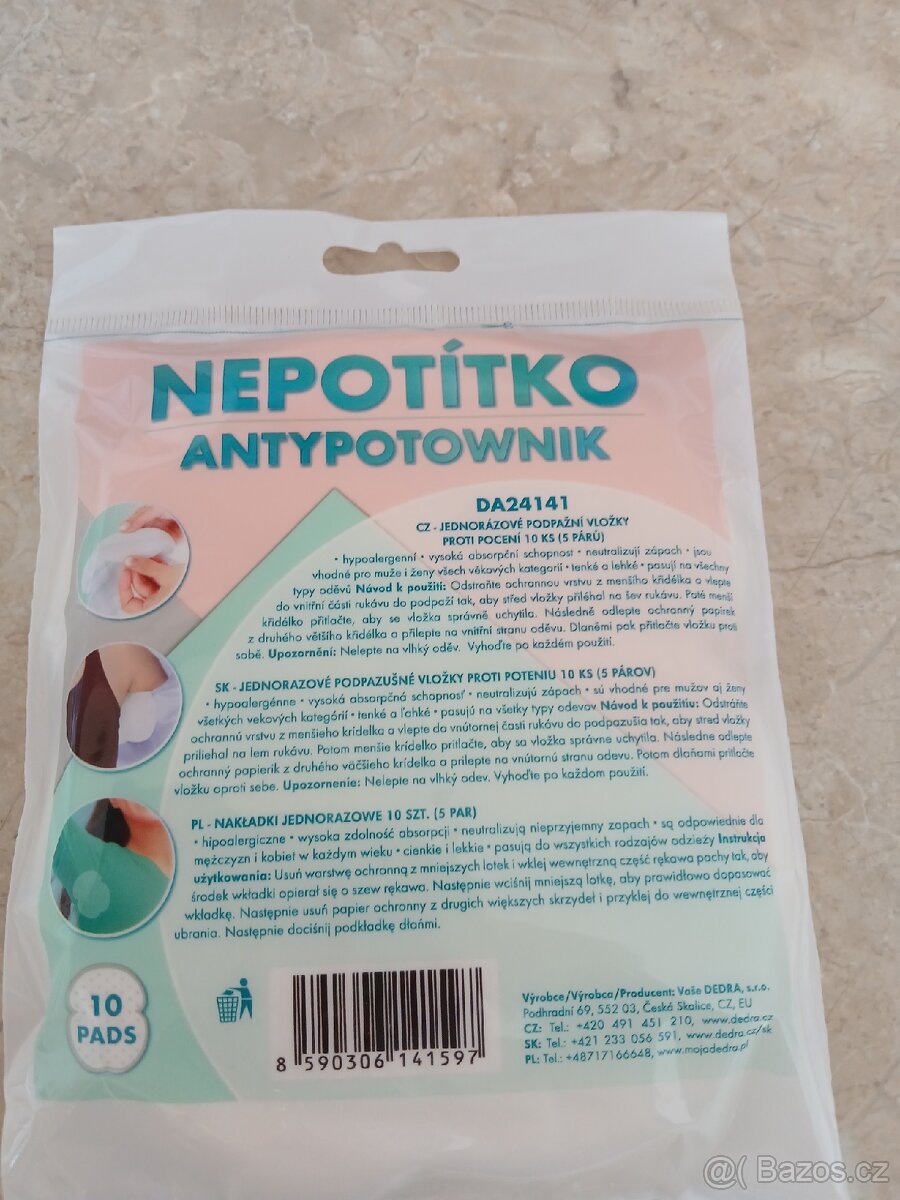 NEPOTÍTKO
ANTYPOTOWNIK
DA24141
CZ - JEDNORÁZOVÉ PODPAŽNÍ VLOŽKY
PROTI POCENÍ 10 KS (5 PÁRŮ)
• hypoalergenní • vysoká absorpční schopnost • neutralizují zápach • jsou
vhodné pro muže i ženy všech věkových kategorií • tenké a lehké • pasují na všechny
typy oděvů Návod k použití: Odstraňte ochrannou vrstvu z menšího křidélka a vlepte
do vnitřní části rukávu do podpaží tak, aby střed vložky přiléhal na šev rukávu. Poté menší
křidélko přitlačte, aby se vložka správně uchytila. Následně odlepte ochranný papírek
z druhého většího křidélka a přilepte na vnitřní stranu oděvu. Dlaněmi pak přitlačte vložku proti
sobě. Upozornění: Nelepte na vlhký oděv. Vyhoďte po každém použití.
SK - JEDNORAZOVÉ PODPAZUŠNÉ VLOŽKY PROTI POTENIU 10 KS (5 PÁROV)
• hypoalergénne • vysoká absorpčná schopnosť • neutralizujú zápach • sú vhodné pre mužov aj ženy
všetkých vekových kategórií • tenké a ľahké • pasujú na všetky typy odevov Návod k použitiu: Odstráňte
ochrannú vrstvu z menšieho krídelka a vlepte do vnútornej časti rukávu do podpazušia tak, aby stred vložky
priliehal na lem rukávu. Potom menšie krídelko pritlačte, aby sa vložka správne uchytila. Následne odlepte
ochranný papierik z druhého väčšieho krídelka a prilepte na vnútornú stranu odevu. Potom dlaňami pritlačte
vložku oproti sebe. Upozornenie: Nelepte na vlhký odev. Vyhoďte po každom použití.
PL - NAKŁADKI JEDNORAZOWE 10 SZT. (5 PAR)
• hipoalergiczne • wysoka zdolność absorpcji • neutralizują nieprzyjemny zapach • są odpowiednie dla
mężczyzn i kobiet w każdym wieku • cienkie i lekkie • pasują do wszystkich rodzajów odzieży Instrukcja
użytkowania: Usuń warstwę ochronną z mniejszych lotek i wklej wewnętrzną część rękawa pachy tak, aby
środek wkładki opierał się o szew rękawa. Następnie wciśnij mniejszą lotkę, aby prawidłowo dopasować
wkładkę. Następnie usuń papier ochronny z drugich większych skrzydeł i przyklej do wewnętrznej części
ubrania. Następnie dociśnij podkładkę dłońmi.
10
PADS
8 590306 141597
Výrobce/Výrobca/Producent: Vaše DEDRA, s.r.o.
Podhradní 69, 552 03, Česká Skalice, CZ, EU
CZ: Tel.: +420 491 451 210, www.dedra.cz
SK: Tel.: +421 233 056 591, www.dedra.cz/sk
PL: Tel.: +48717166648, www.mojadedra.pl
@( Bazos.cz